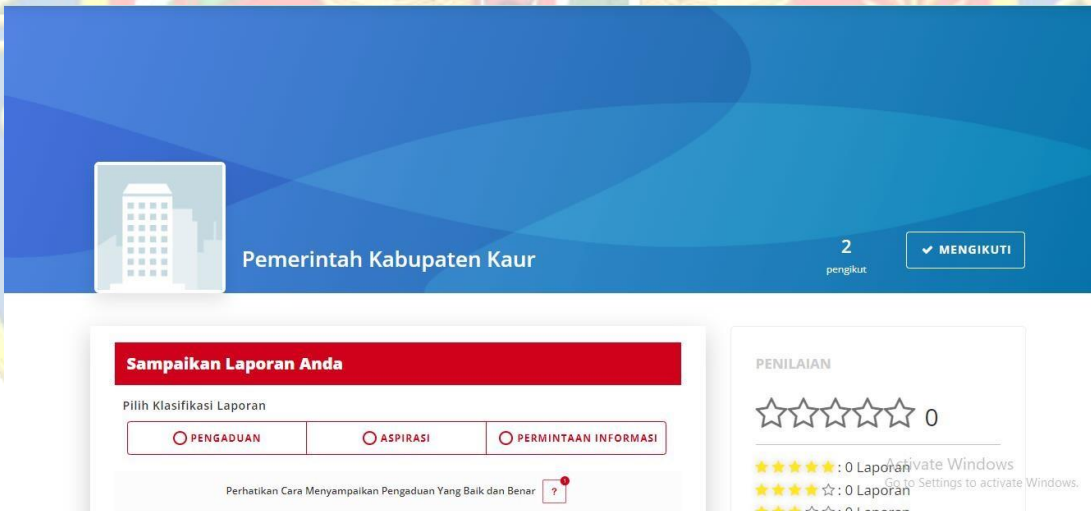 Pemerintah Kabupaten Kaur
2
pengikut
MENGIKUTI
Sampaikan Laporan Anda
Pilih Klasifikasi Laporan
PENGADUAN
ASPIRASI
PERMINTAAN INFORMASI
Perhatikan Cara Menyampaikan Pengaduan Yang Baik dan Benar ?
PENILAIAN
0
: 0 Laporan
: 0 Laporan
: 0 Laporan
Activate Windows
Go to Settings to activate Windows.